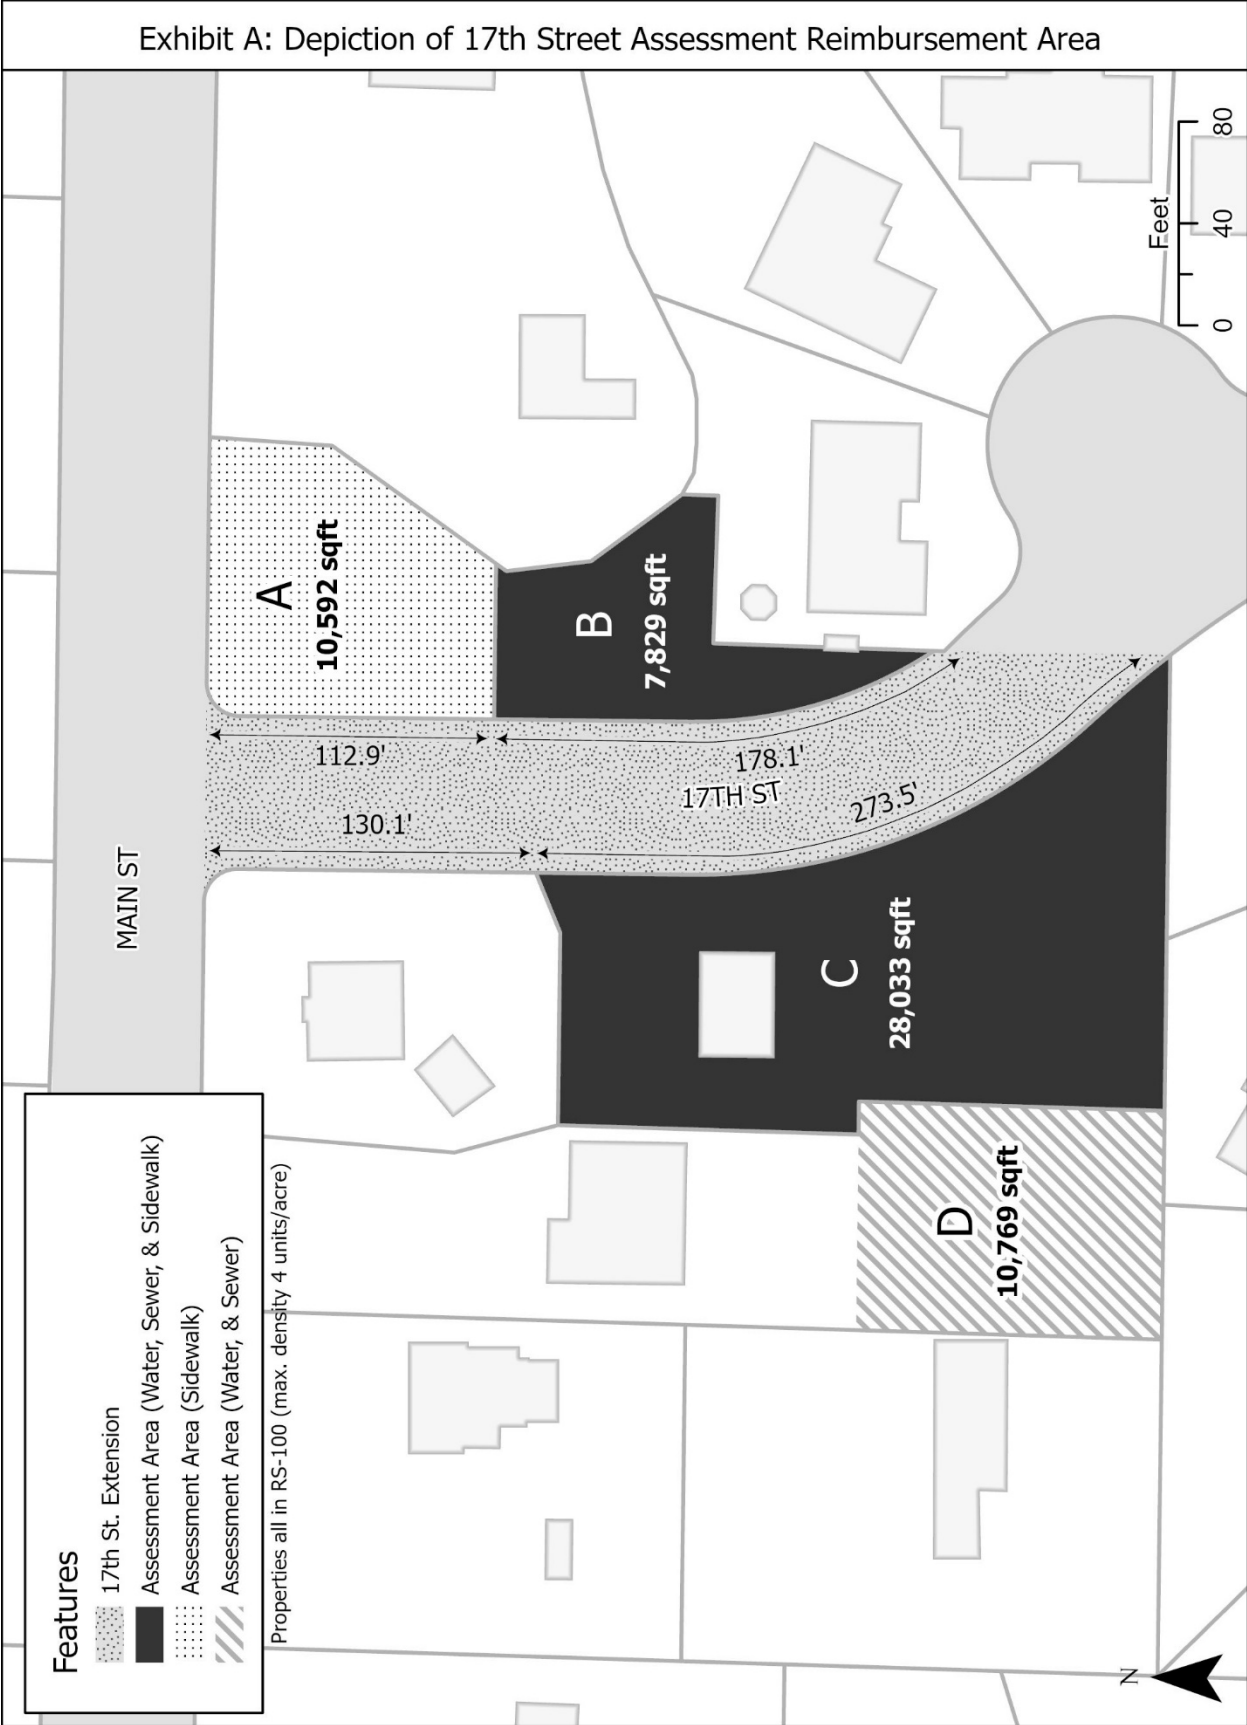 Exhibit A: Depiction of 17th Street Assessment Reimbursement Area
MAIN ST
A
10,592 sqft
B
7,829 sqft
112.9'
178.1'
17TH ST
130.1'
273.5'
C
28,033 sqft
D
10,769 sqft
Feet
0 40 80
Features
17th St. Extension
Assessment Area (Water, Sewer, & Sidewalk)
Assessment Area (Sidewalk)
Assessment Area (Water, & Sewer)
Properties all in RS-100 (max. density 4 units/acre)
N